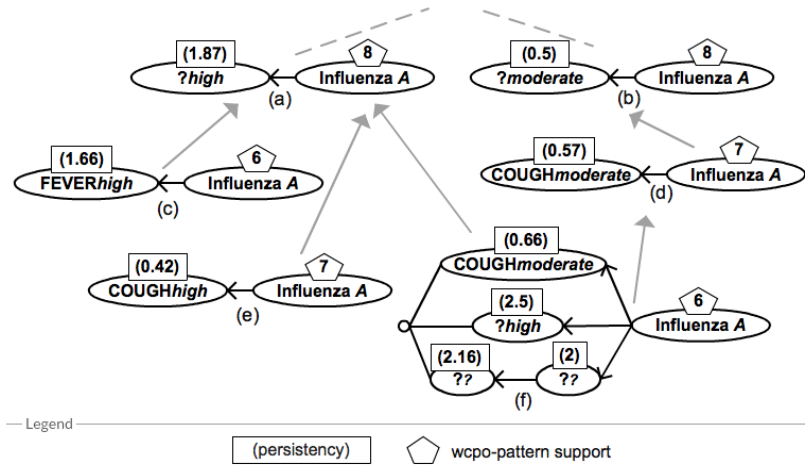 (1.87) 8 (0.5) 8
?high Influenza A ?moderate Influenza A
(a) (b)
(1.66) 6 (0.57) 7
FEVERhigh Influenza A COUGHmoderate Influenza A
(c) (d)
(0.42) 7 (0.66)
COUGHhigh Influenza A COUGHmoderate
(e)
(2.5) 6
?high Influenza A
(2.16) (2)
?? ??
(f)
Legend
(persistency) wcpo-pattern support